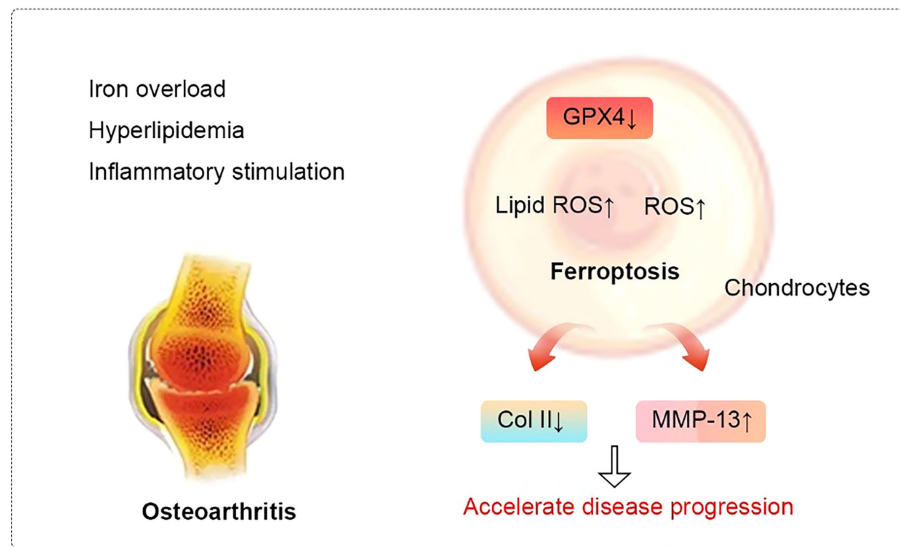 Iron overload
Hyperlipidemia
Inflammatory stimulation
Osteoarthritis
GPX4↓
Lipid ROS↑ ROS↑
Ferroptosis
Chondrocytes
Col II↓ MMP-13↑
Accelerate disease progression